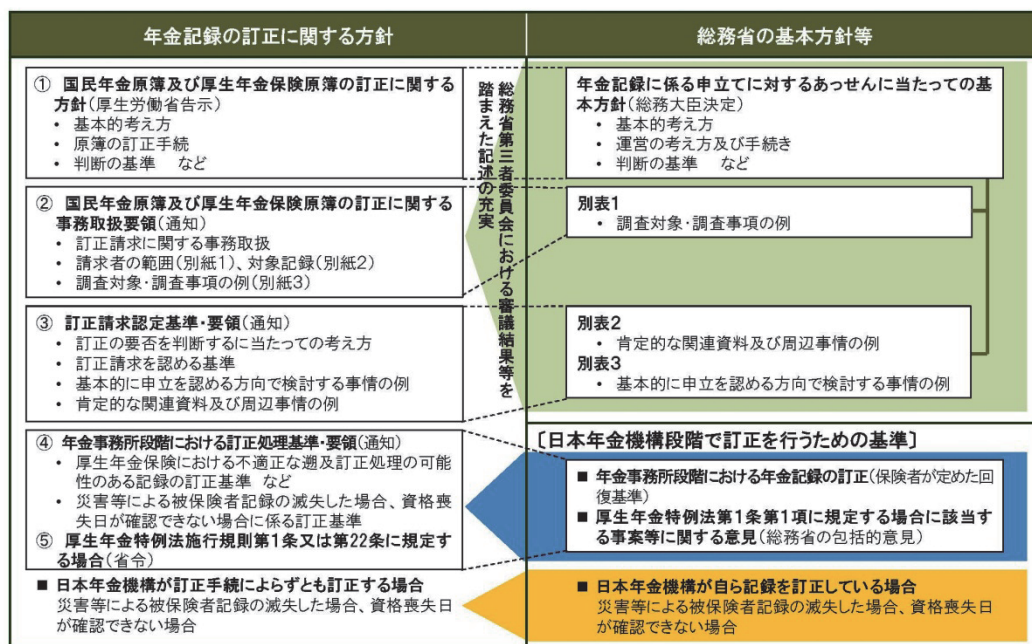 年金記録の訂正に関する方針
総務省の基本方針等
① 国民年金原簿及び厚生年金保険原簿の訂正に関する
方針(厚生労働省告示)
・ 基本的考え方
・ 原簿の訂正手続
・ 判断の基準　など
② 国民年金原簿及び厚生年金保険原簿の訂正に関する
事務取扱要領(通知)
・ 訂正請求に関する事務取扱
・ 請求者の範囲(別紙1)、対象記録(別紙2)
・ 調査対象・調査事項の例(別紙3)
③ 訂正請求認定基準・要領(通知)
・ 訂正の要否を判断するに当たっての考え方
・ 訂正請求を認める基準
・ 基本的に申立を認める方向で検討する事情の例
・ 肯定的な関連資料及び周辺事情の例
④ 年金事務所段階における訂正処理基準・要領(通知)
・ 厚生年金保険における不適正な遡及訂正処理の可能
性のある記録の訂正基準　など
・ 災害等による被保険者記録の滅失した場合、資格喪
失日が確認できない場合に係る訂正基準
⑤ 厚生年金特例法施行規則第1条又は第22条に規定す
る場合(省令)
■ 日本年金機構が訂正手続によらずとも訂正する場合
災害等による被保険者記録の滅失した場合、資格喪失日
が確認できない場合
総務省第三者委員会における審議結果等を
踏まえた記述の充実
年金記録に係る申立てに対するあっせんに当たっての基
本方針(総務大臣決定)
・ 基本的考え方
・ 運営の考え方及び手続き
・ 判断の基準　など
別表1
・ 調査対象・調査事項の例
別表2
・ 肯定的な関連資料及び周辺事情の例
別表3
・ 基本的に申立を認める方向で検討する事情の例
〔日本年金機構段階で訂正を行うための基準〕
■ 年金事務所段階における年金記録の訂正(保険者が定めた回
復基準)
■ 厚生年金特例法第1条第1項に規定する場合に該当す
る事案等に関する意見(総務省の包括的意見)
■ 日本年金機構が自ら記録を訂正している場合
災害等による被保険者記録の滅失した場合、資格喪失日
が確認できない場合